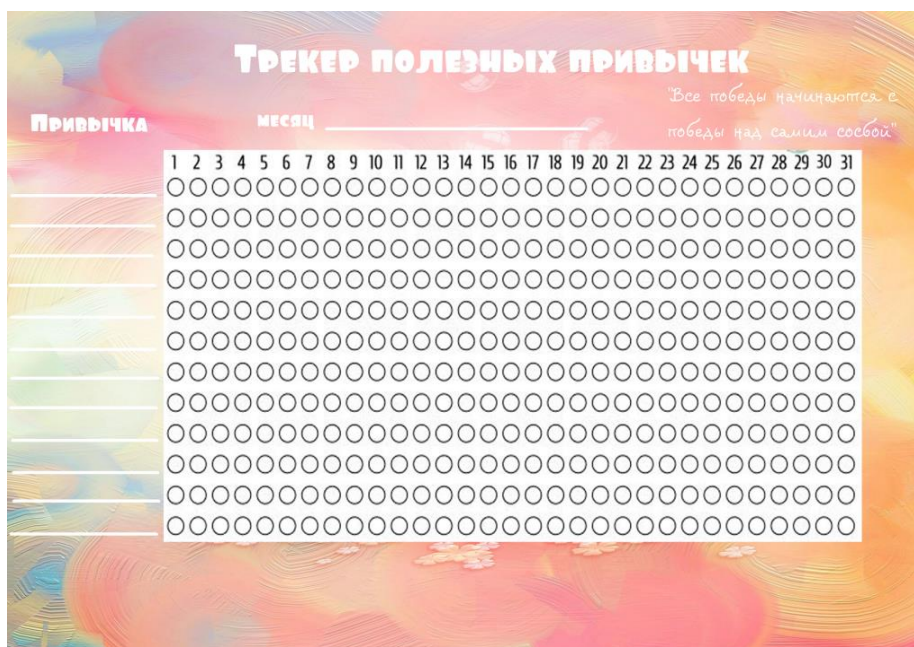 Трекер полезных привычек
"Все победы начинаются с
победы над самим сосбой"
Привычка
месяц
1 2 3 4 5 6 7 8 9 10 11 12 13 14 15 16 17 18 19 20 21 22 23 24 25 26 27 28 29 30 31